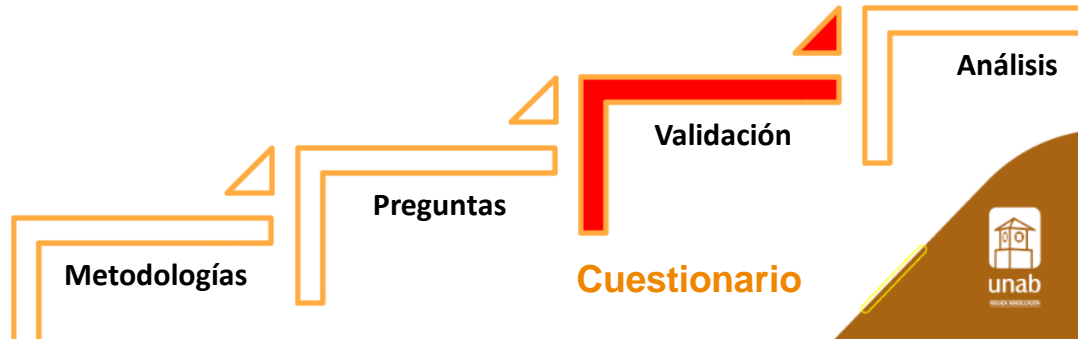 Metodologías
Preguntas
Validación
Análisis
Cuestionario
unab